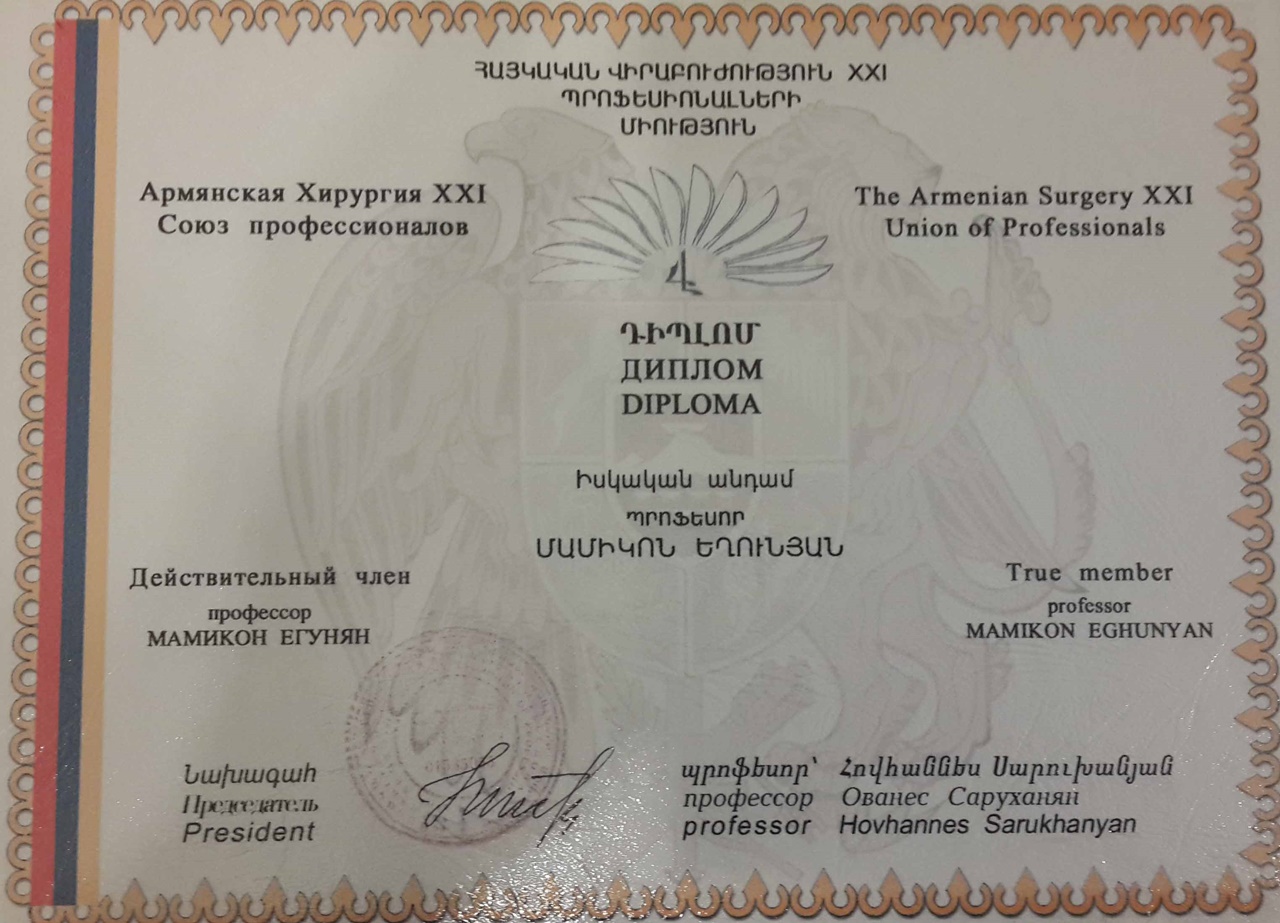 ՀԱՅԿԱԿԱՆ ՎԻՐԱԲՈՒԺՈՒԹՅՈՒՆ XXI
ՊՐՈՖԵՍԻՈՆԱԼՆԵՐԻ
ՄԻՈՒԹՅՈՒՆ
Армянская Хирургия XXI
Союз профессионалов
The Armenian Surgery XXI
Union of Professionals
ԴԻՊԼՈՄ
ДИПЛОМ
DIPLOMA
Իսկական անդամ
պրոֆեսոր
ՄԱՄԻԿՈՆ ԵՂՈՒՆՅԱՆ
Действительный член
профессор
МАМИКОН ЕГУНЯН
True member
professor
MAMIKON EGHUNYAN
Նախագահ
Председатель
President
պրոֆեսոր՝ Հովհաննես Սարուխանյան
профессор Ованес Саруханян
professor Hovhannes Sarukhanyan